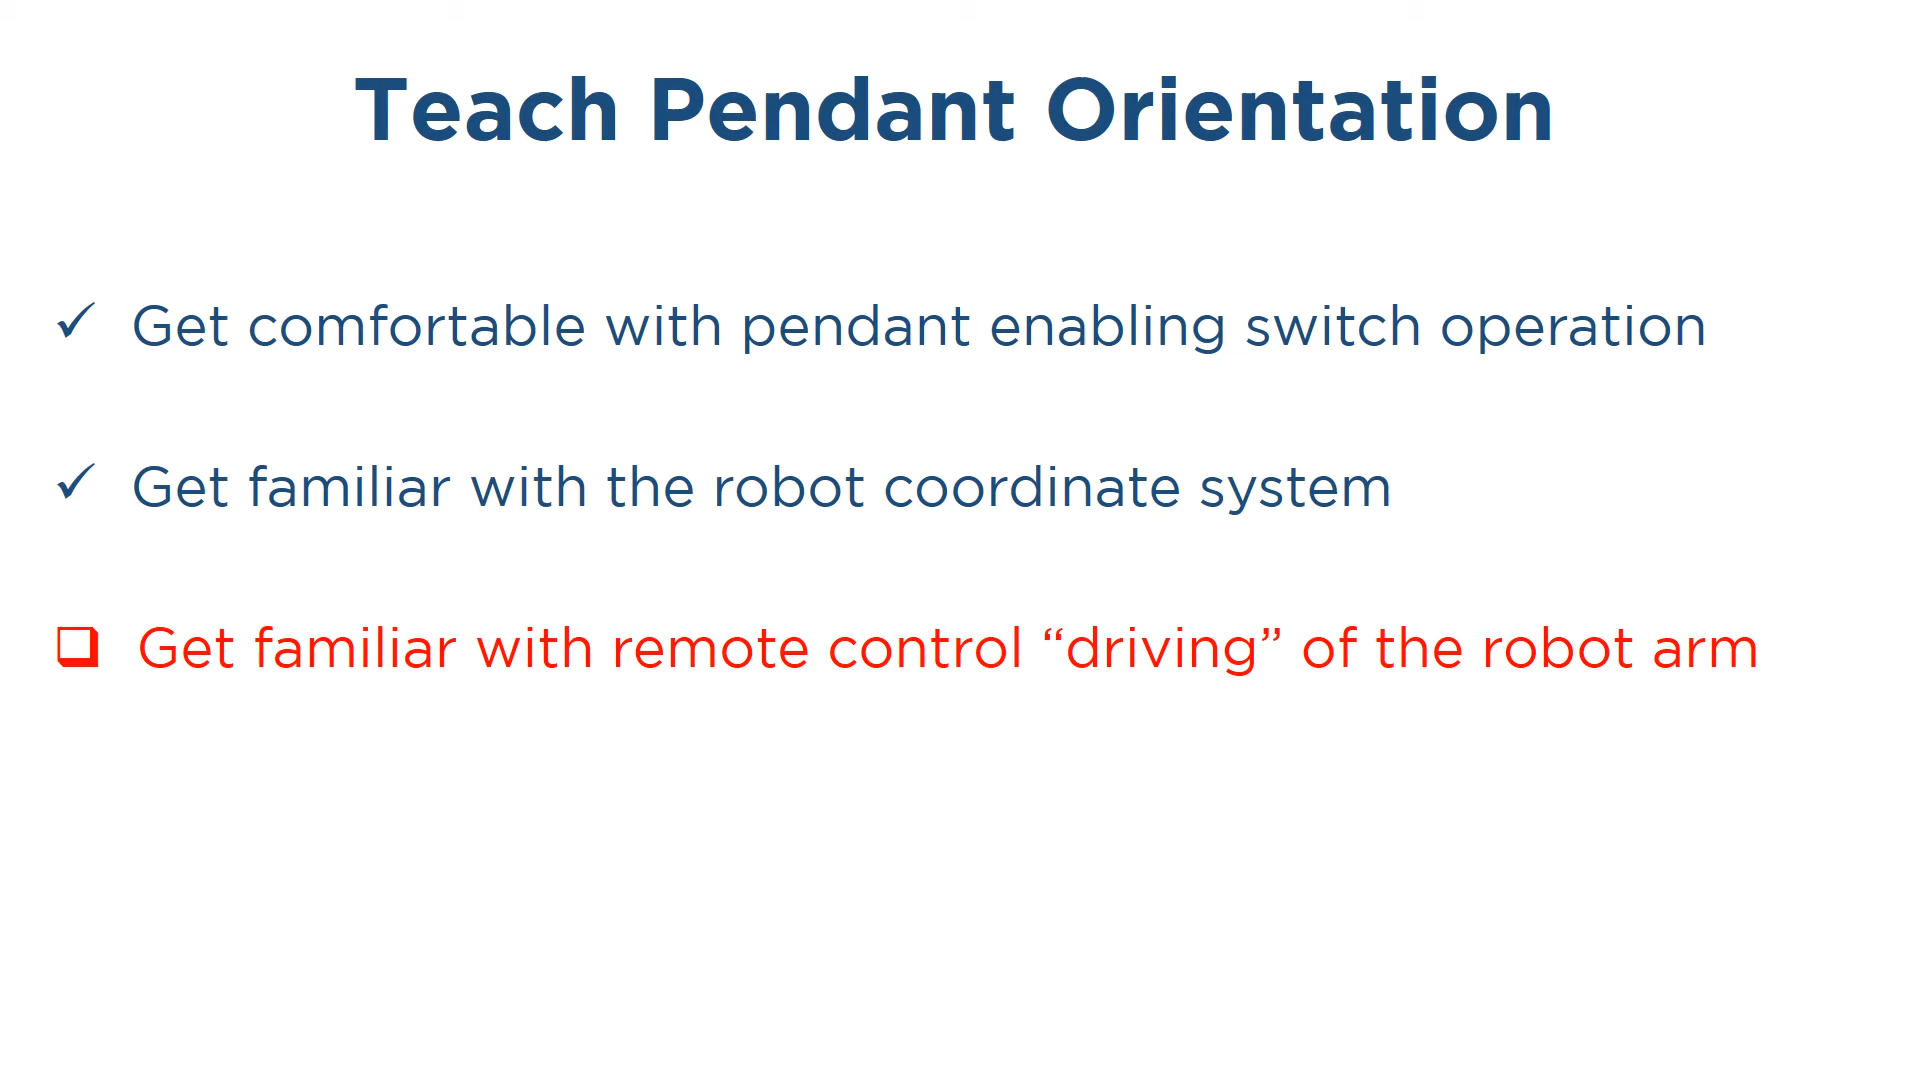 Teach Pendant Orientation
✓ Get comfortable with pendant enabling switch operation
✓ Get familiar with the robot coordinate system
❑ Get familiar with remote control “driving” of the robot arm